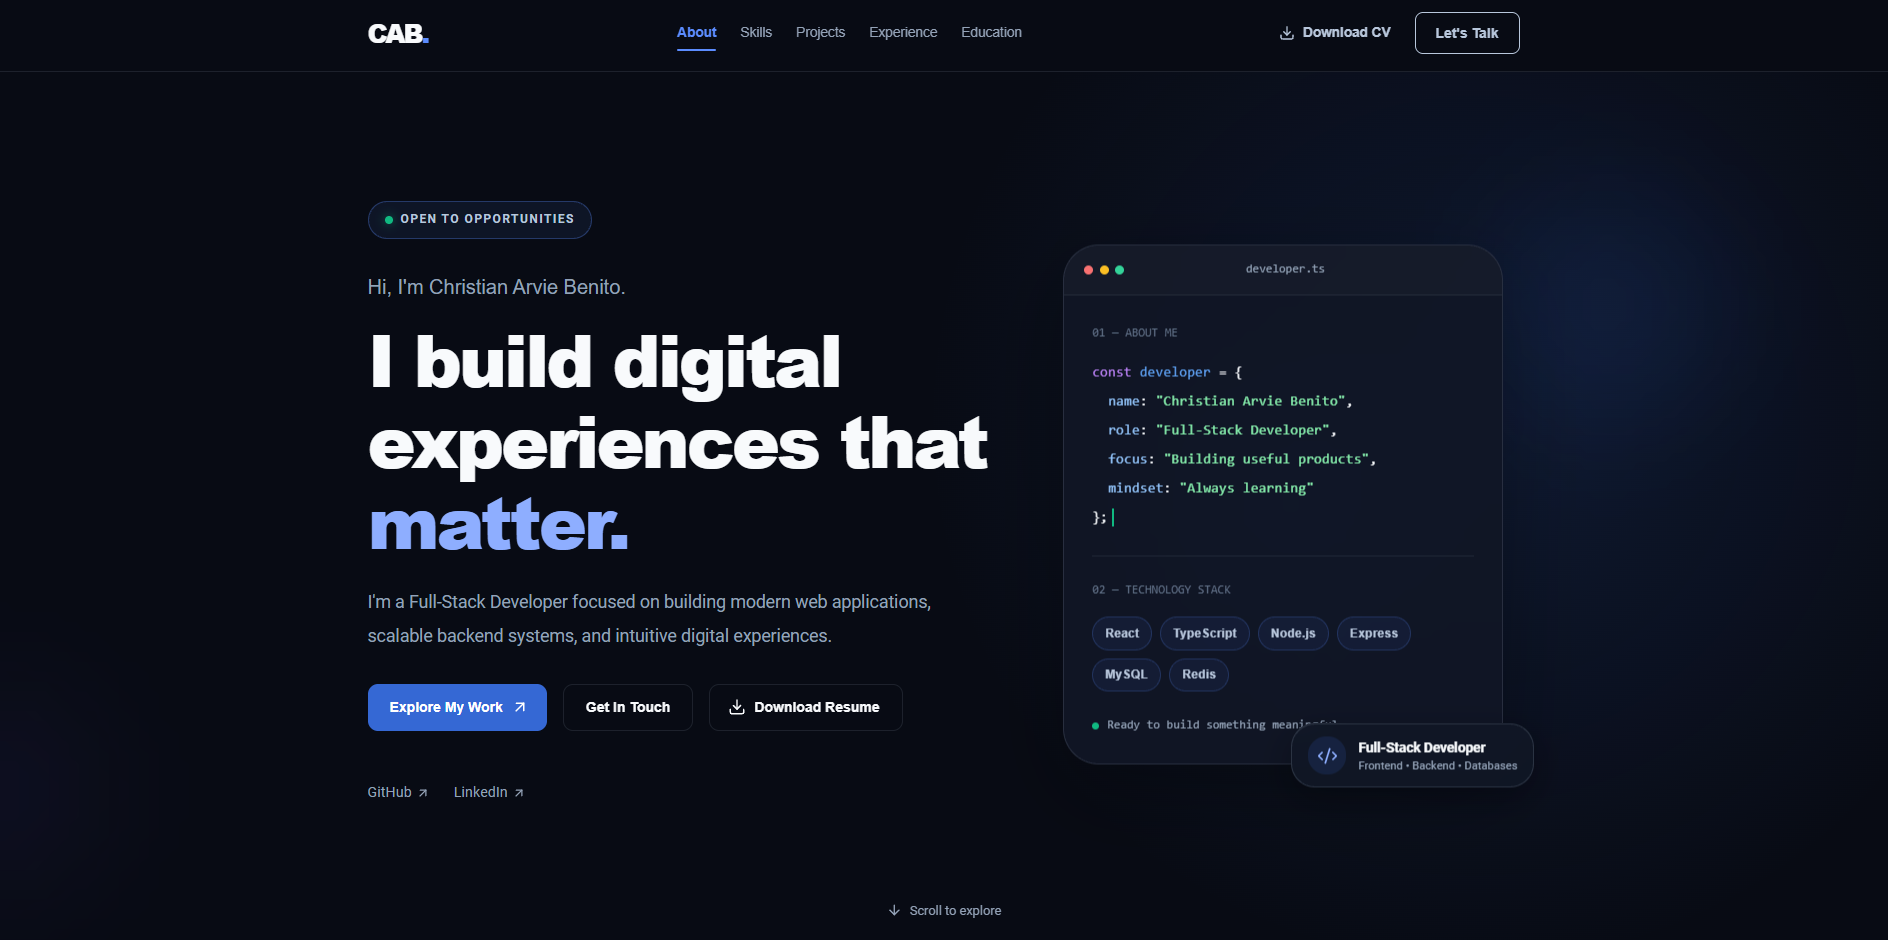 CAB.
About
Skills
Projects
Experience
Education
Download CV
Let's Talk
OPEN TO OPPORTUNITIES
Hi, I'm Christian Arvie Benito.
I build digital
experiences that
matter.
I'm a Full-Stack Developer focused on building modern web applications,
scalable backend systems, and intuitive digital experiences.
Explore My Work
Get In Touch
Download Resume
GitHub
LinkedIn
developer.ts
01 — ABOUT ME
const developer = {
name: "Christian Arvie Benito",
role: "Full-Stack Developer",
focus: "Building useful products",
mindset: "Always learning"
};
02 — TECHNOLOGY STACK
React
TypeScript
Node.js
Express
MySQL
Redis
Ready to build something
</> Full-Stack Developer
Frontend • Backend • Databases
Scroll to explore